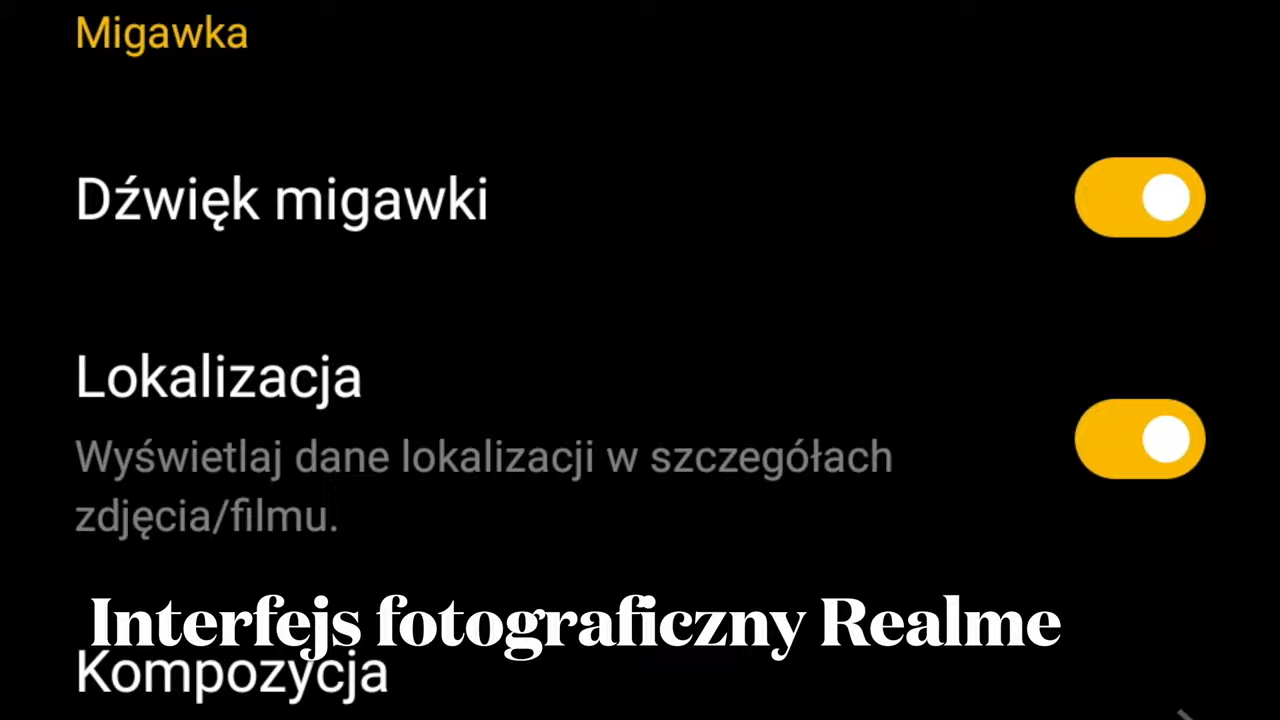 Migawka
Dźwięk migawki
Lokalizacja
Wyświetlaj dane lokalizacji w szczegółach
zdjęcia/filmu.
Interfejs fotograficzny Realme
Kompozycja